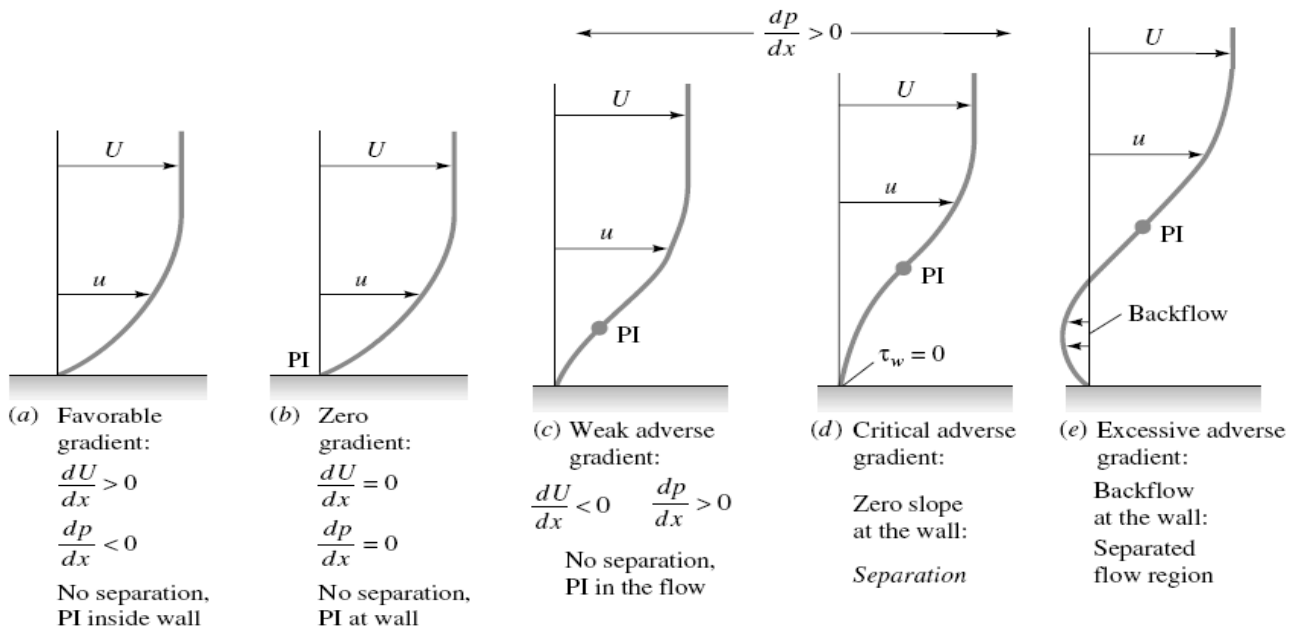 dp/dx > 0
U
u
U
u
PI
U
u
PI
U
u
PI
τw = 0
U
u
PI
Backflow
(a) Favorable
gradient:
dU/dx > 0
dp/dx < 0
No separation,
PI inside wall
(b) Zero
gradient:
dU/dx = 0
dp/dx = 0
No separation,
PI at wall
(c) Weak adverse
gradient:
dU/dx < 0 dp/dx > 0
No separation,
PI in the flow
(d) Critical adverse
gradient:
Zero slope
at the wall:
Separation
(e) Excessive adverse
gradient:
Backflow
at the wall:
Separated
flow region